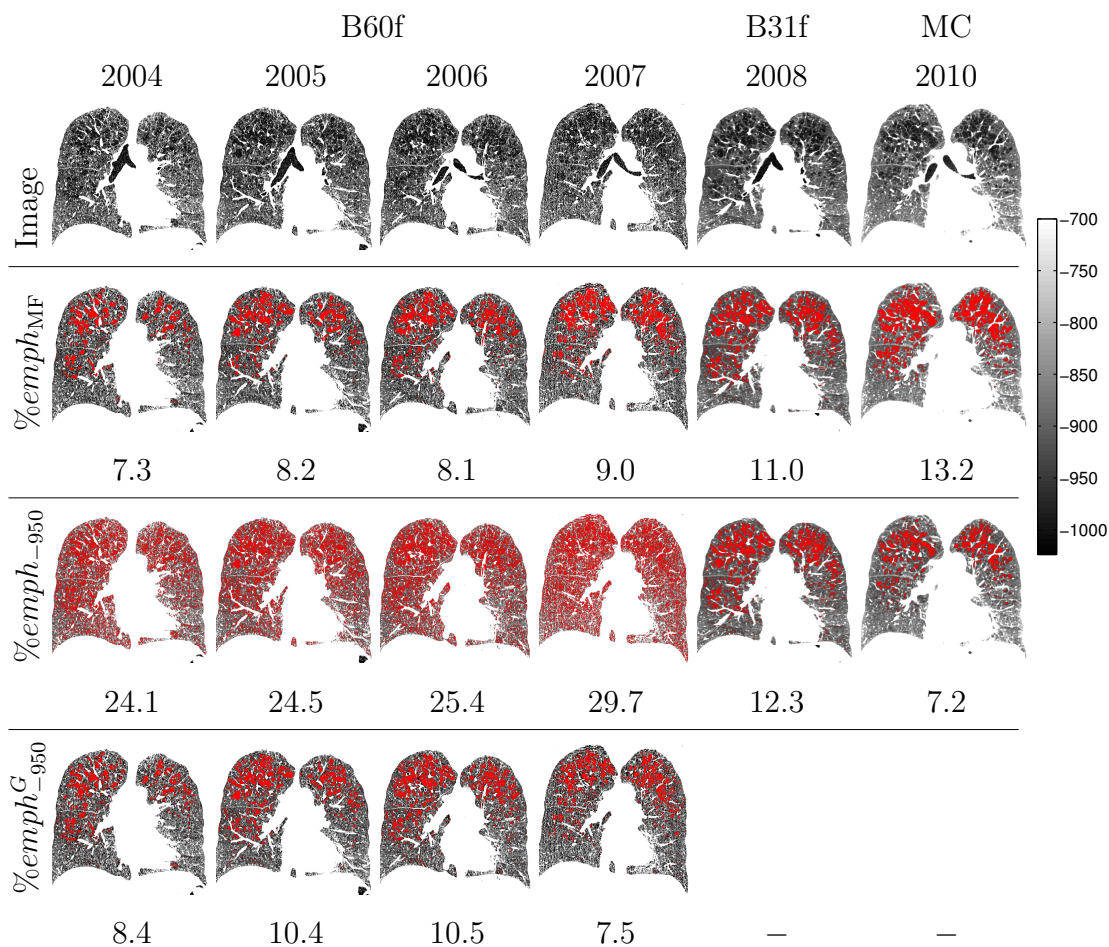 B60f B31f MC
2004 2005 2006 2007 2008 2010
Image
−700
−750
−800
−850
−900
−950
−1000
%emph_MF
7.3 8.2 8.1 9.0 11.0 13.2
%emph_−950
24.1 24.5 25.4 29.7 12.3 7.2
%emph^G_−950
8.4 10.4 10.5 7.5 – –